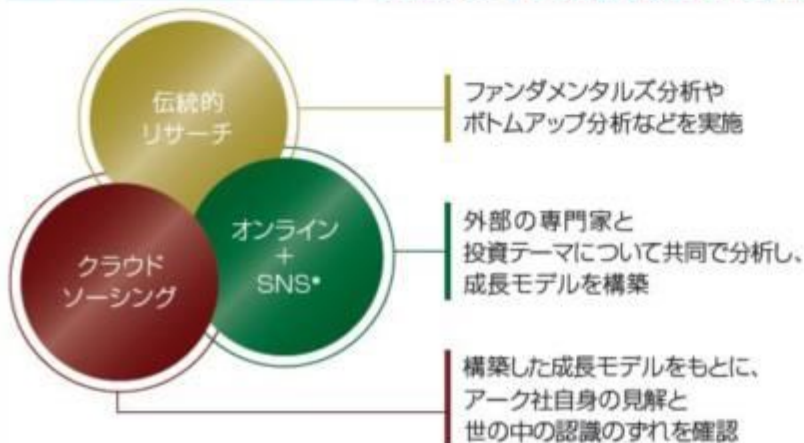 伝統的
リサーチ
ファンダメンタルズ分析や
ボトムアップ分析などを実施
オンライン
+
SNS*
外部の専門家と
投資テーマについて共同で分析し、
成長モデルを構築
クラウド
ソーシング
構築した成長モデルをもとに、
アーク社自身の見解と
世の中の認識のずれを確認